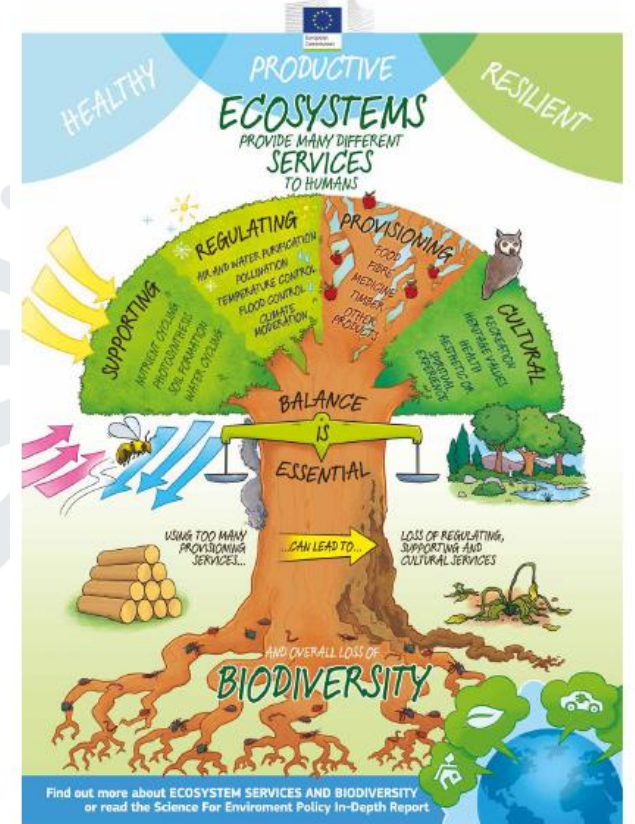 European
Commission
HEALTHY
PRODUCTIVE
RESILIENT
ECOSYSTEMS
PROVIDE MANY DIFFERENT
SERVICES
TO HUMANS
SUPPORTING
NUTRIENT CYCLING
PHOTOSYNTHESIS
SOIL FORMATION
WATER CYCLING
REGULATING
AIR AND WATER PURIFICATION
POLLINATION
TEMPERATURE CONTROL
FLOOD CONTROL
CLIMATE
MODERATION
PROVISIONING
FOOD
FIBRE
MEDICINE
TIMBER
OTHER
PRODUCTS
CULTURAL
RECREATION
HERITAGE VALUES
HEALTH
AESTHETIC OR
SPIRITUAL
EXPERIENCE
BALANCE
IS
ESSENTIAL
USING TOO MANY
PROVISIONING
SERVICES...
...CAN LEAD TO...
LOSS OF REGULATING,
SUPPORTING AND
CULTURAL SERVICES
AND OVERALL LOSS OF
BIODIVERSITY
Find out more about ECOSYSTEM SERVICES AND BIODIVERSITY
or read the Science For Enviroment Policy In-Depth Report